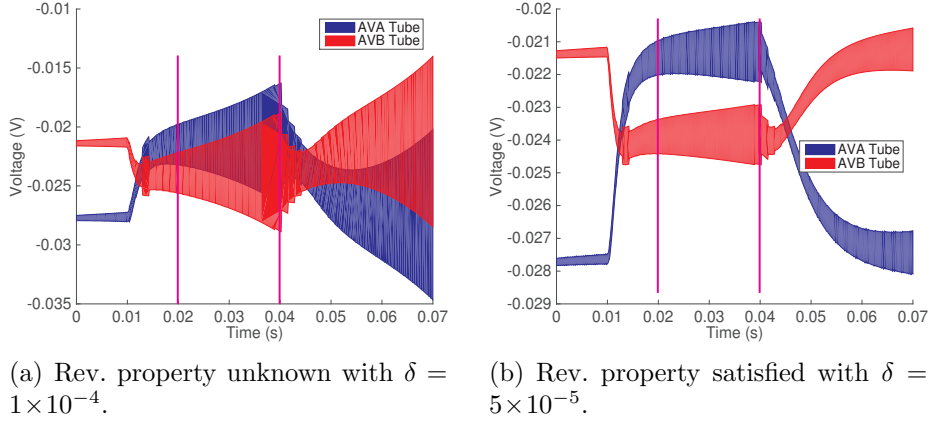 -0.01
-0.015
-0.02
-0.025
-0.03
-0.035
Voltage (V)
AVA Tube
AVB Tube
0 0.01 0.02 0.03 0.04 0.05 0.06 0.07
Time (s)
(a) Rev. property unknown with δ =
1×10⁻⁴.
-0.02
-0.021
-0.022
-0.023
-0.024
-0.025
-0.026
-0.027
-0.028
-0.029
Voltage (V)
AVA Tube
AVB Tube
0 0.01 0.02 0.03 0.04 0.05 0.06 0.07
Time (s)
(b) Rev. property satisfied with δ =
5×10⁻⁵.